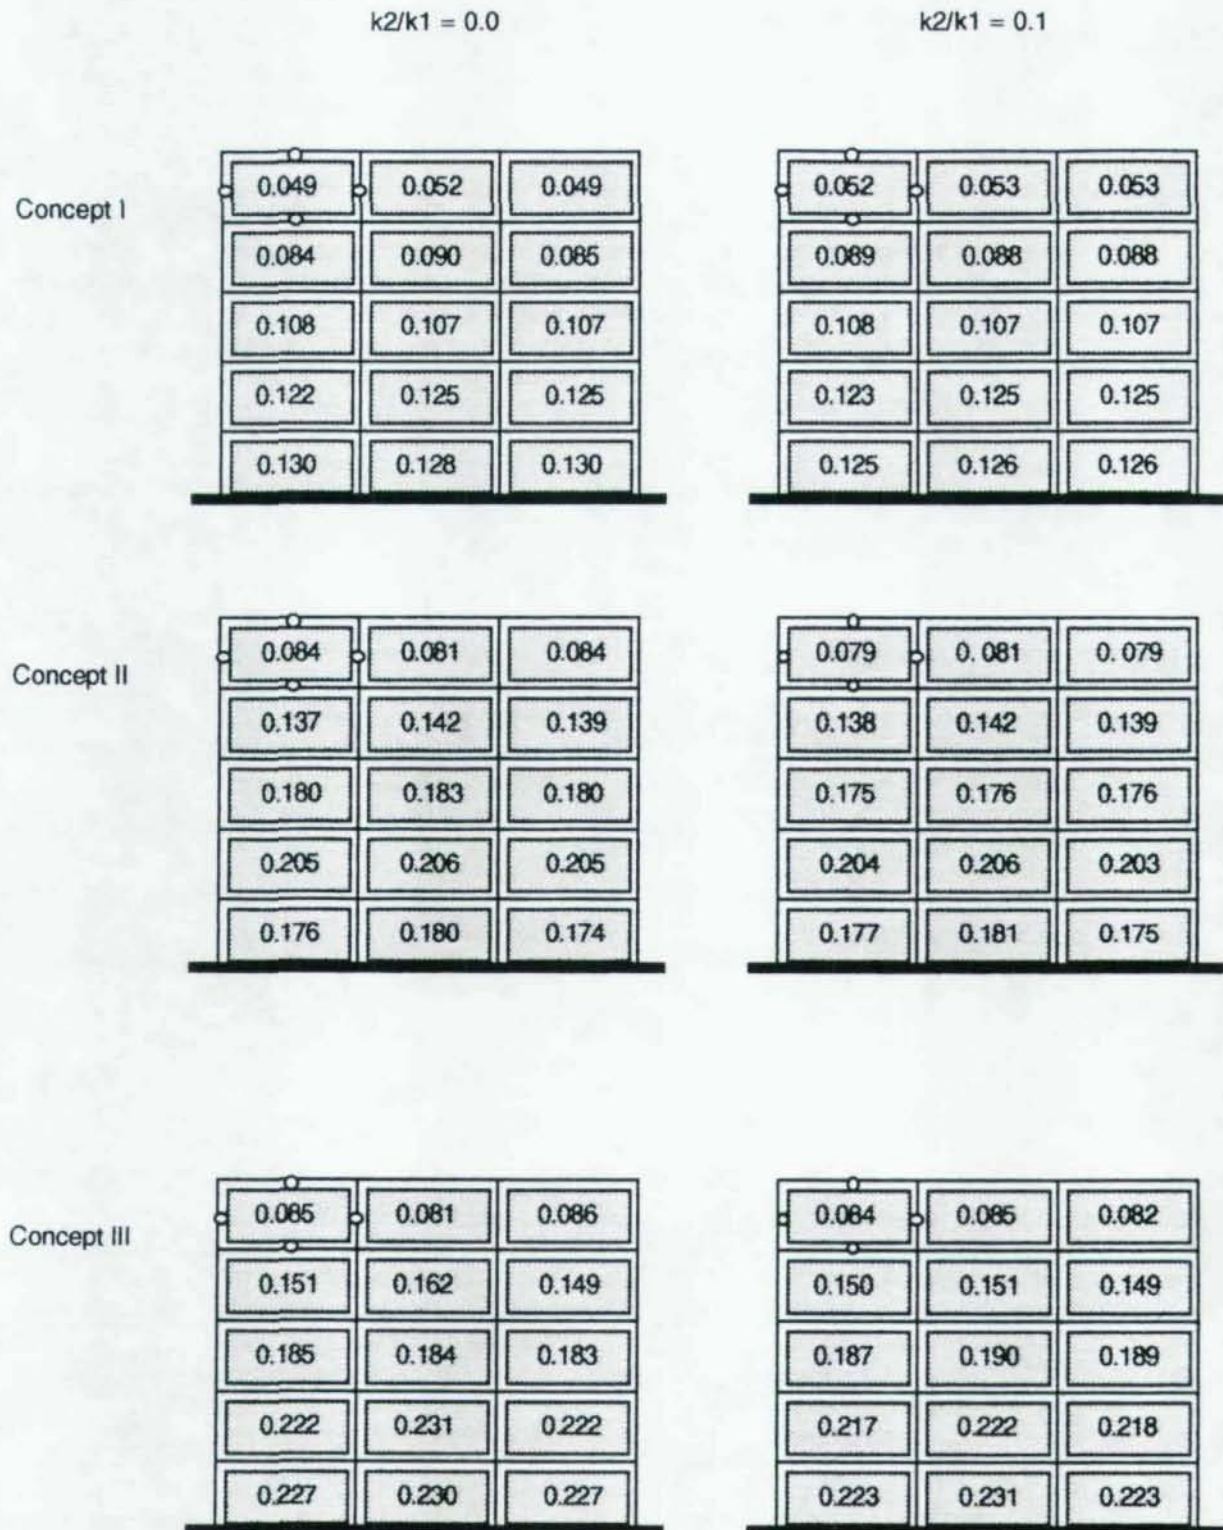 k2/k1 = 0.0 k2/k1 = 0.1
Concept I
0.049 0.052 0.049 0.052 0.053 0.053
0.084 0.090 0.085 0.089 0.088 0.088
0.108 0.107 0.107 0.108 0.107 0.107
0.122 0.125 0.125 0.123 0.125 0.125
0.130 0.128 0.130 0.125 0.126 0.126
Concept II
0.084 0.081 0.084 0.079 0. 081 0. 079
0.137 0.142 0.139 0.138 0.142 0.139
0.180 0.183 0.180 0.175 0.176 0.176
0.205 0.206 0.205 0.204 0.206 0.203
0.176 0.180 0.174 0.177 0.181 0.175
Concept III
0.085 0.081 0.086 0.084 0.085 0.082
0.151 0.162 0.149 0.150 0.151 0.149
0.185 0.184 0.183 0.187 0.190 0.189
0.222 0.231 0.222 0.217 0.222 0.218
0.227 0.230 0.227 0.223 0.231 0.223